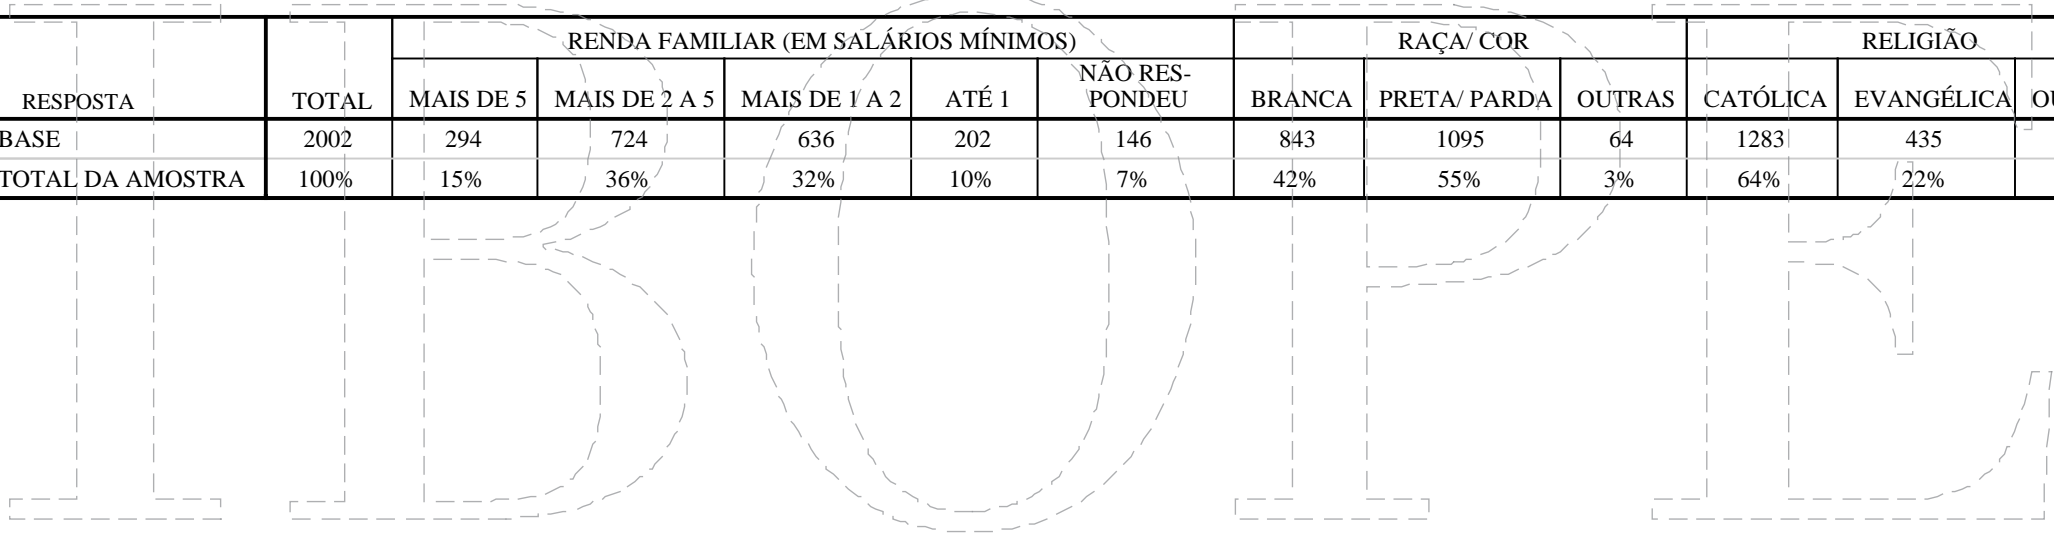 RENDA FAMILIAR (EM SALÁRIOS MÍNIMOS) RAÇA/ COR RELIGIÃO
NÃO RES-
RESPOSTA TOTAL MAIS DE 5 MAIS DE 2 A 5 MAIS DE 1 A 2 ATÉ 1 PONDEU BRANCA PRETA/ PARDA OUTRAS CATÓLICA EVANGÉLICA
BASE 2002 294 724 636 202 146 843 1095 64 1283 435
TOTAL DA AMOSTRA 100% 15% 36% 32% 10% 7% 42% 55% 3% 64% 22%
IBOPE